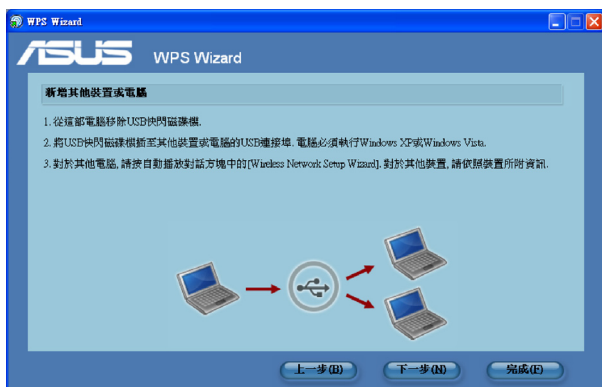 WPS Wizard
ASUS WPS Wizard
新增其他裝置或電腦
1. 從這部電腦移除USB快閃磁碟機.
2. 將USB快閃磁碟機插至其他裝置或電腦的USB連接埠. 電腦必須執行Windows XP或Windows Vista.
3. 對於其他電腦, 請按自動播放對話方塊中的[Wireless Network Setup Wizard]. 對於其他裝置, 請依照裝置所附資訊.
上一步(B) 下一步(N) 完成(F)